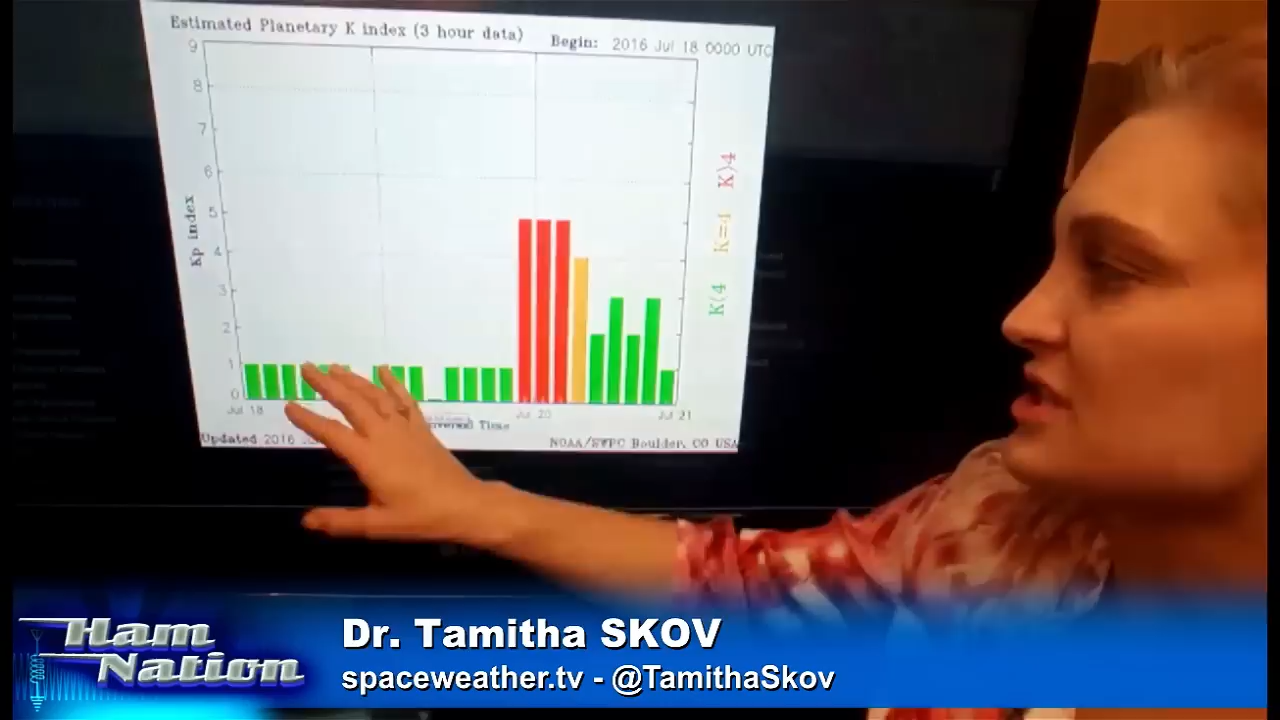 Estimated Planetary K index (3 hour data)
Begin: 2016 Jul 18 0000 UTC
9
8
7
6
5
4
3
2
1
0
Kp index
K<4 K=4 K>4
Jul 18
Jul 20
Jul 21
Universal Time
Updated 2016
NOAA/SWPC Boulder, CO USA
Ham
Nation
Dr. Tamitha SKOV
spaceweather.tv - @TamithaSkov